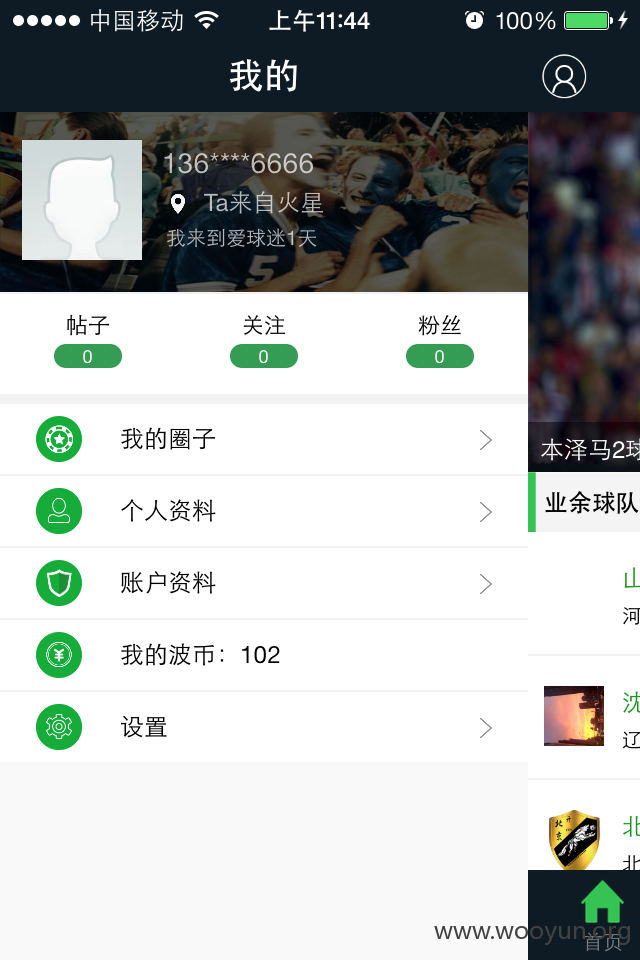 中国移动 上午11:44 100%
我的
136****6666
Ta来自火星
我来到爱球迷1天
帖子 关注 粉丝
0 0 0
本泽马2球
我的圈子
业余球队
个人资料
山
账户资料
河
我的波币：102
沈
设置
辽
北
北
首页
www.wooyun.org